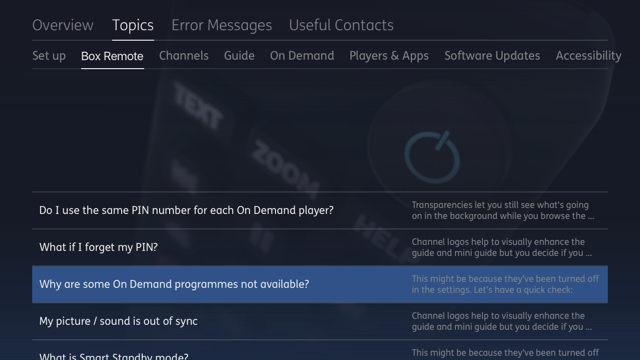 Overview Topics Error Messages Useful Contacts
Set up Box Remote Channels Guide On Demand Players & Apps Software Updates Accessibility
TEXT
ZOOM
HELP
Do I use the same PIN number for each On Demand player?
Transparencies let you still see what's going
on in the background while you browse the ...
What if I forget my PIN?
Channel logos help to visually enhance the
guide and mini guide but you decide if you ...
Why are some On Demand programmes not available?
This might be because they've been turned off
in the settings. Let's have a quick check:
My picture / sound is out of sync
Channel logos help to visually enhance the
guide and mini guide but you decide if you ...
What is Smart Standby mode?
This might be because they've been turned off